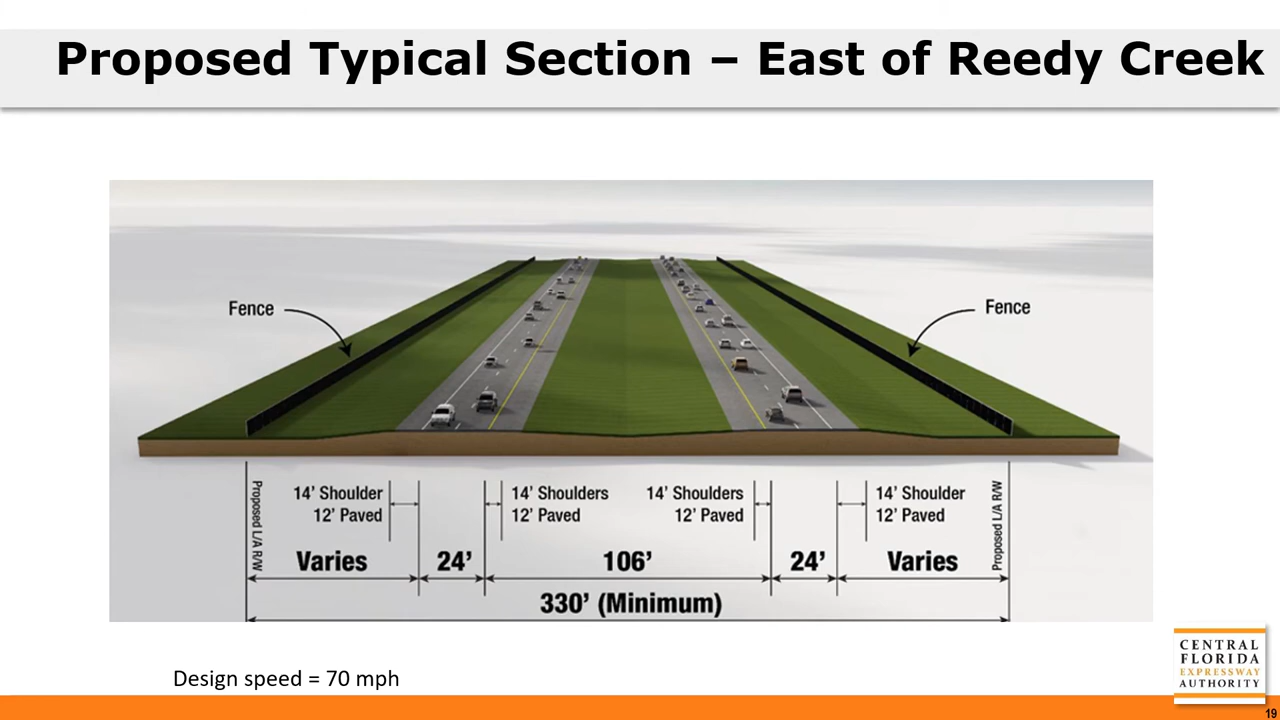 Proposed Typical Section – East of Reedy Creek
Fence
Fence
Proposed L/A R/W
14’ Shoulder
12’ Paved
14’ Shoulders
12’ Paved
14’ Shoulders
12’ Paved
14’ Shoulder
12’ Paved
Proposed L/A R/W
Varies
24’
106’
24’
Varies
330’ (Minimum)
Design speed = 70 mph
CENTRAL
FLORIDA
EXPRESSWAY
AUTHORITY
19